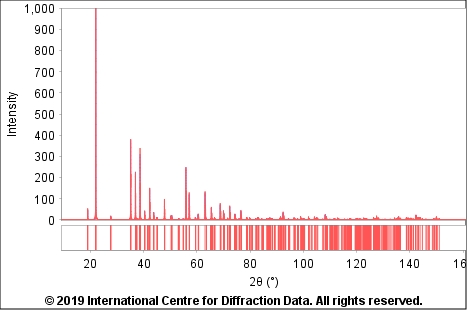 1,000
900
800
700
600
500
400
300
200
100
0
Intensity
20 40 60 80 100 120 140 16
2θ (°)
© 2019 International Centre for Diffraction Data. All rights reserved.